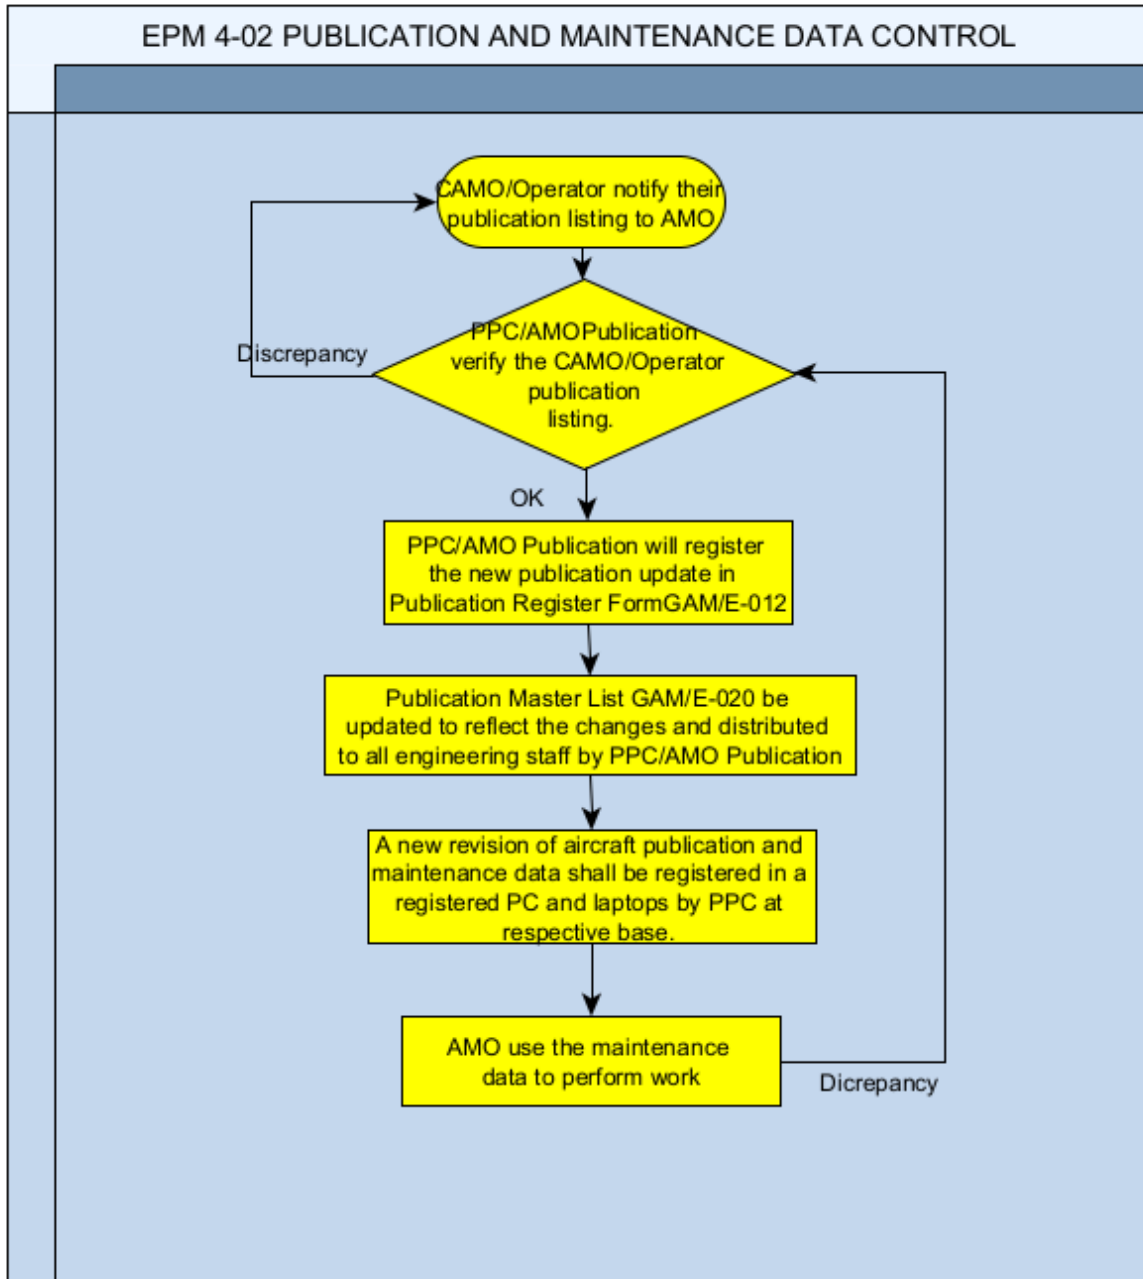 EPM 4-02 PUBLICATION AND MAINTENANCE DATA CONTROL
CAMO/Operator notify their
publication listing to AMO
PPC/AMOPublication
verify the CAMO/Operator
publication
listing.
Discrepancy
OK
PPC/AMO Publication will register
the new publication update in
Publication Register FormGAM/E-012
Publication Master List GAM/E-020 be
updated to reflect the changes and distributed
to all engineering staff by PPC/AMO Publication
A new revision of aircraft publication and
maintenance data shall be registered in a
registered PC and laptops by PPC at
respective base.
AMO use the maintenance
data to perform work
Dicrepancy